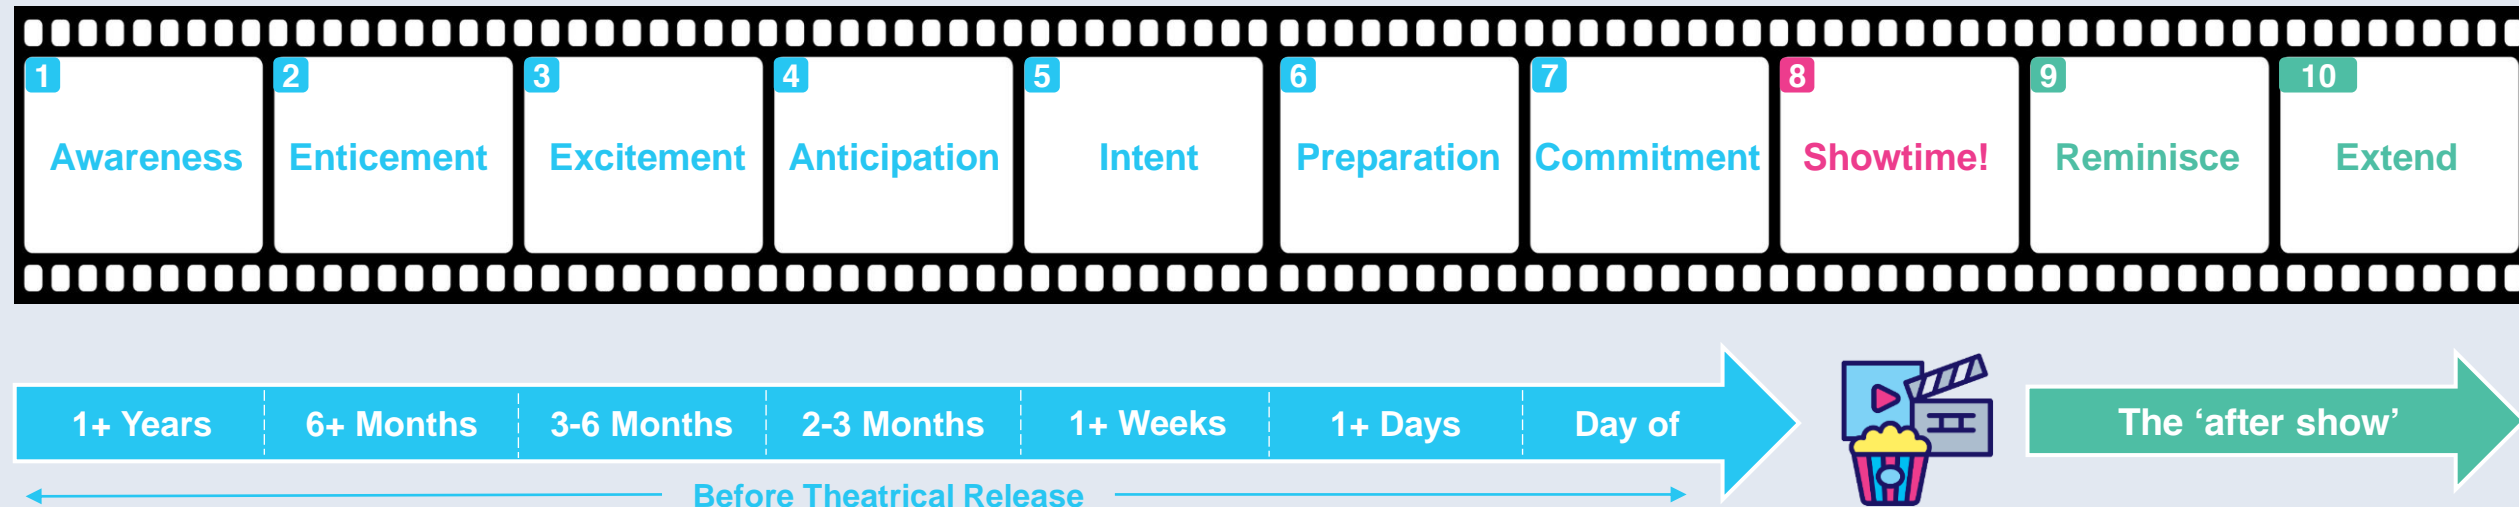 1
2
3
4
5
6
7
8
9
10
Awareness
Enticement
Excitement
Anticipation
Intent
Preparation
Commitment
Showtime!
Reminisce
Extend
1+ Years
6+ Months
3-6 Months
2-3 Months
1+ Weeks
1+ Days
Day of
The ‘after show’
Before Theatrical Release